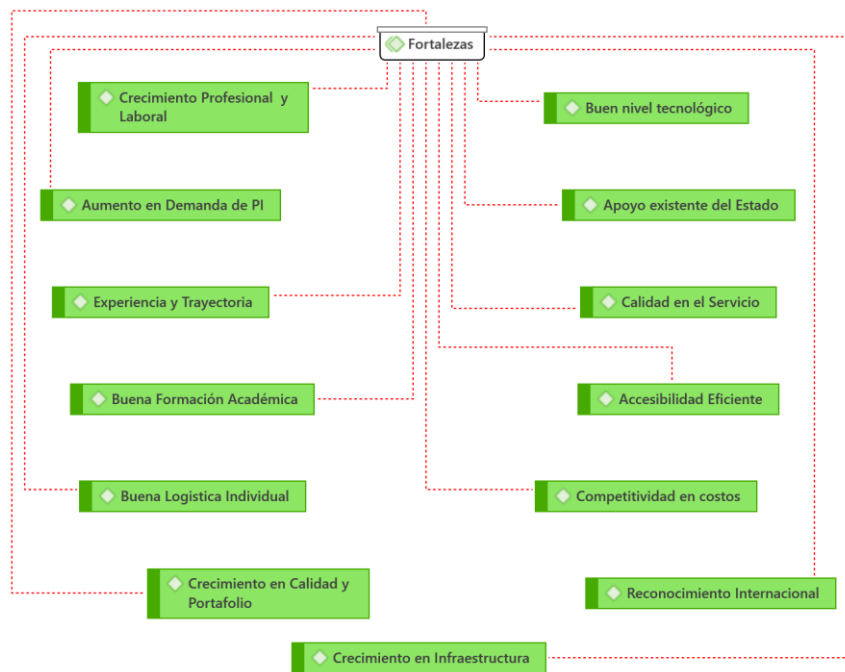 Fortalezas
Crecimiento Profesional y
Laboral
Buen nivel tecnológico
Aumento en Demanda de PI
Apoyo existente del Estado
Experiencia y Trayectoria
Calidad en el Servicio
Buena Formación Académica
Accesibilidad Eficiente
Buena Logistica Individual
Competitividad en costos
Crecimiento en Calidad y
Portafolio
Reconocimiento Internacional
Crecimiento en Infraestructura